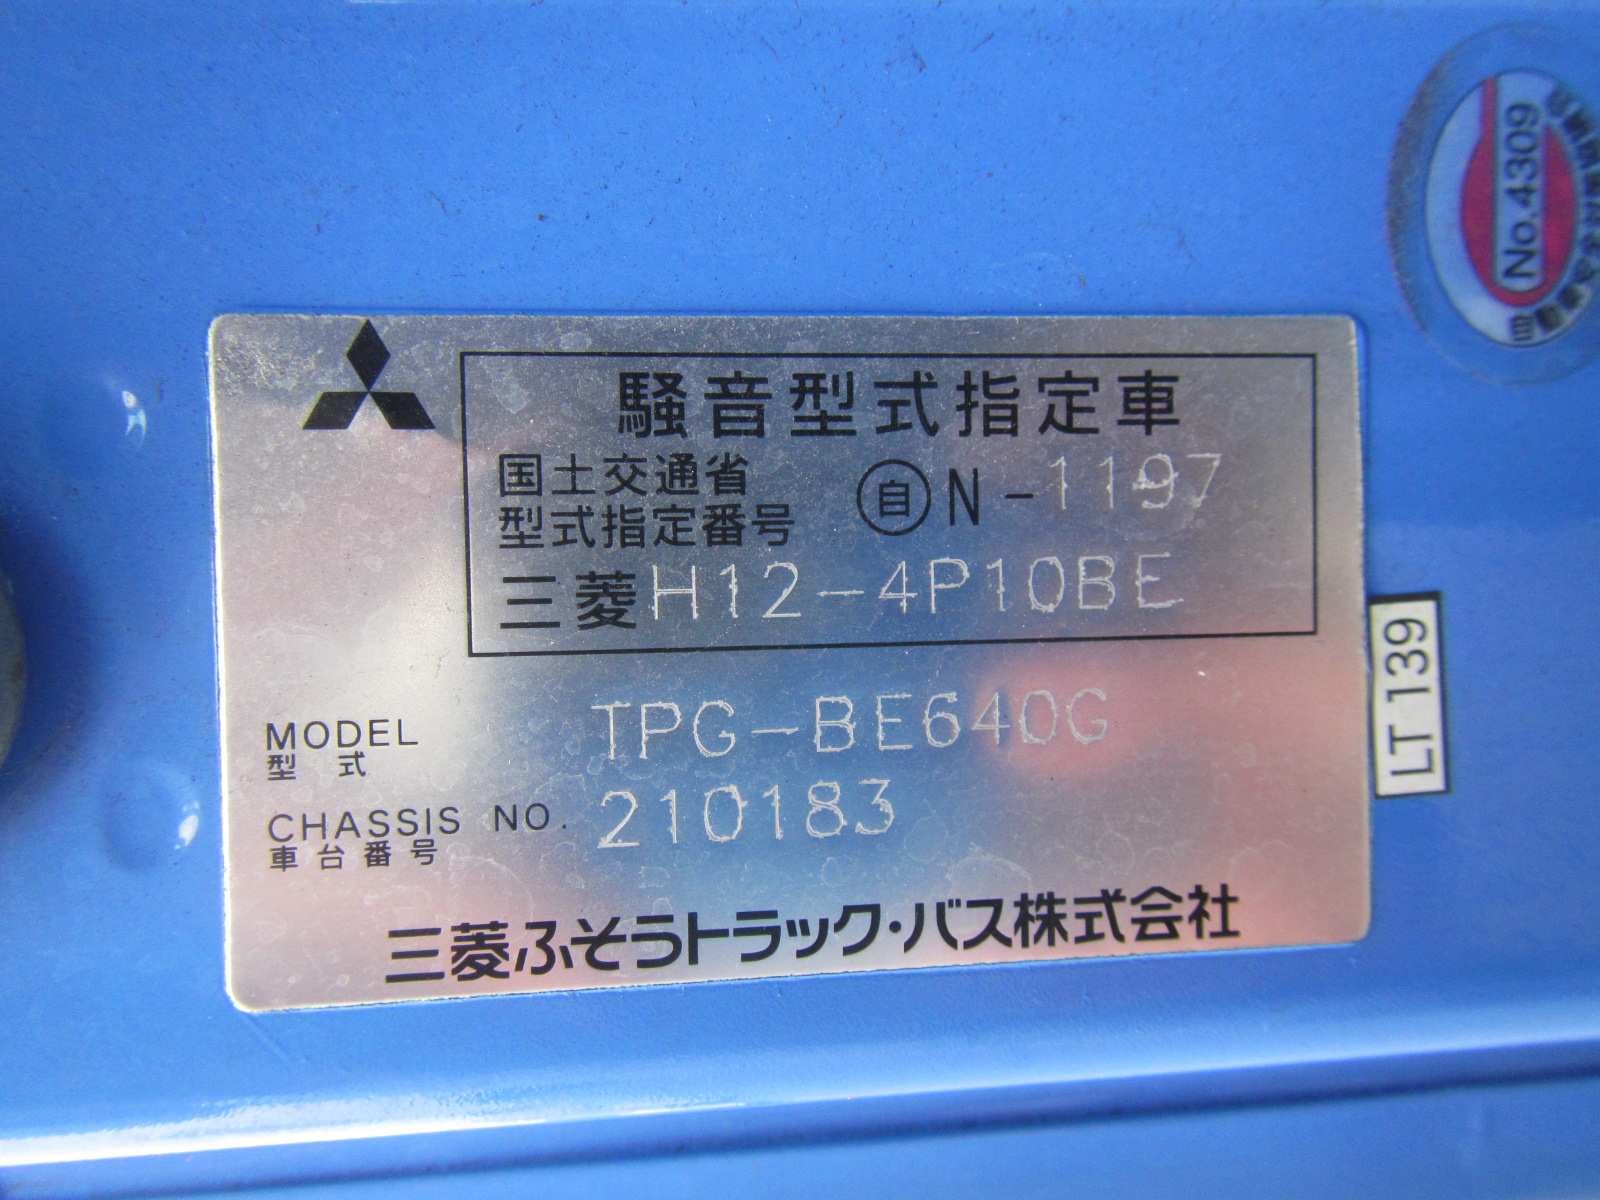 No.4309
騒音型式指定車
国土交通省
型式指定番号 自 N-1197
三菱H12-4P10BE
MODEL TPG-BE640G
型式
CHASSIS NO. 210183
車台番号
三菱ふそうトラック・バス株式会社
LT 139